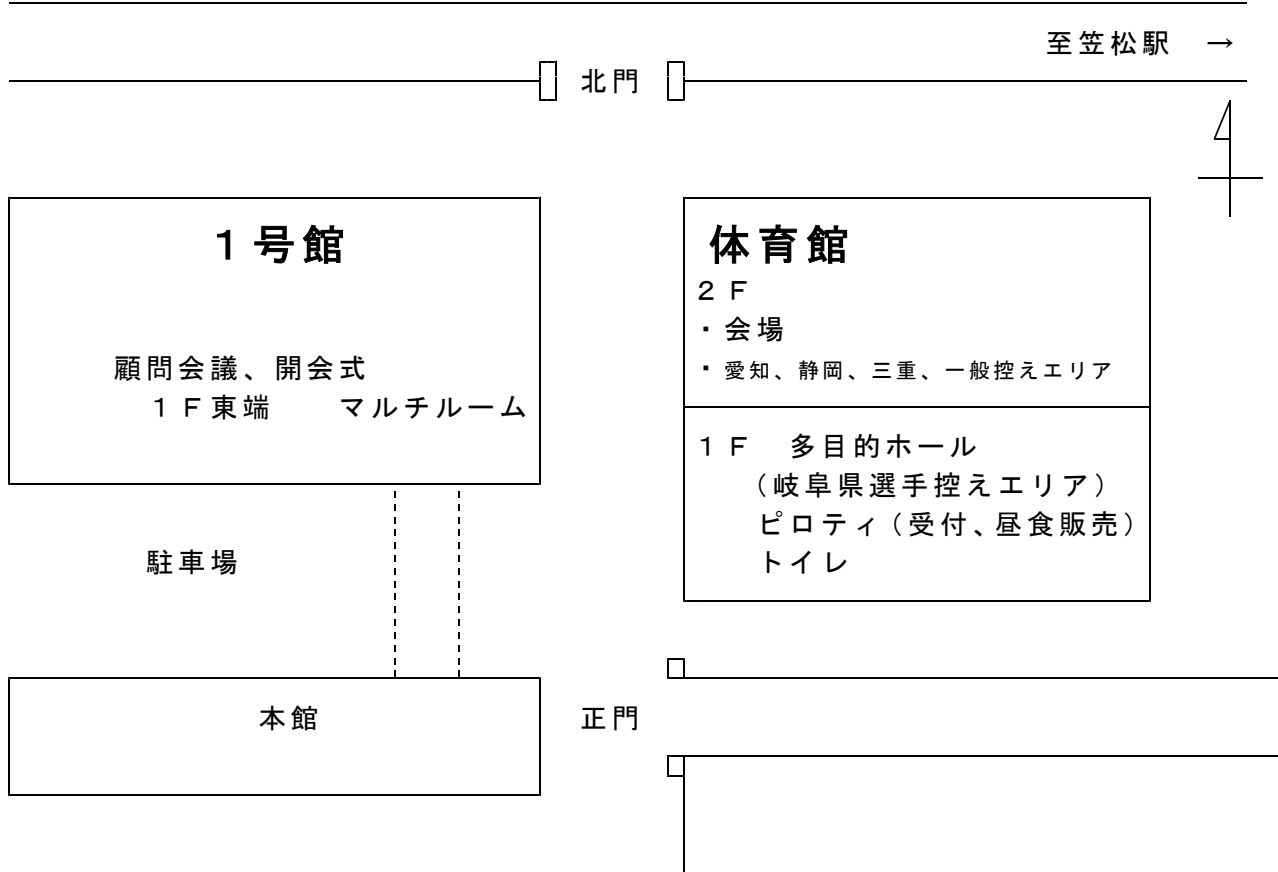 至笠松駅　→
北門
１号館
顧問会議、開会式
１Ｆ東端　　マルチルーム
体育館
２Ｆ
・会場
・愛知、静岡、三重、一般控えエリア
１Ｆ　多目的ホール
（岐阜県選手控えエリア）
ピロティ（受付、昼食販売）
トイレ
駐車場
本館
正門